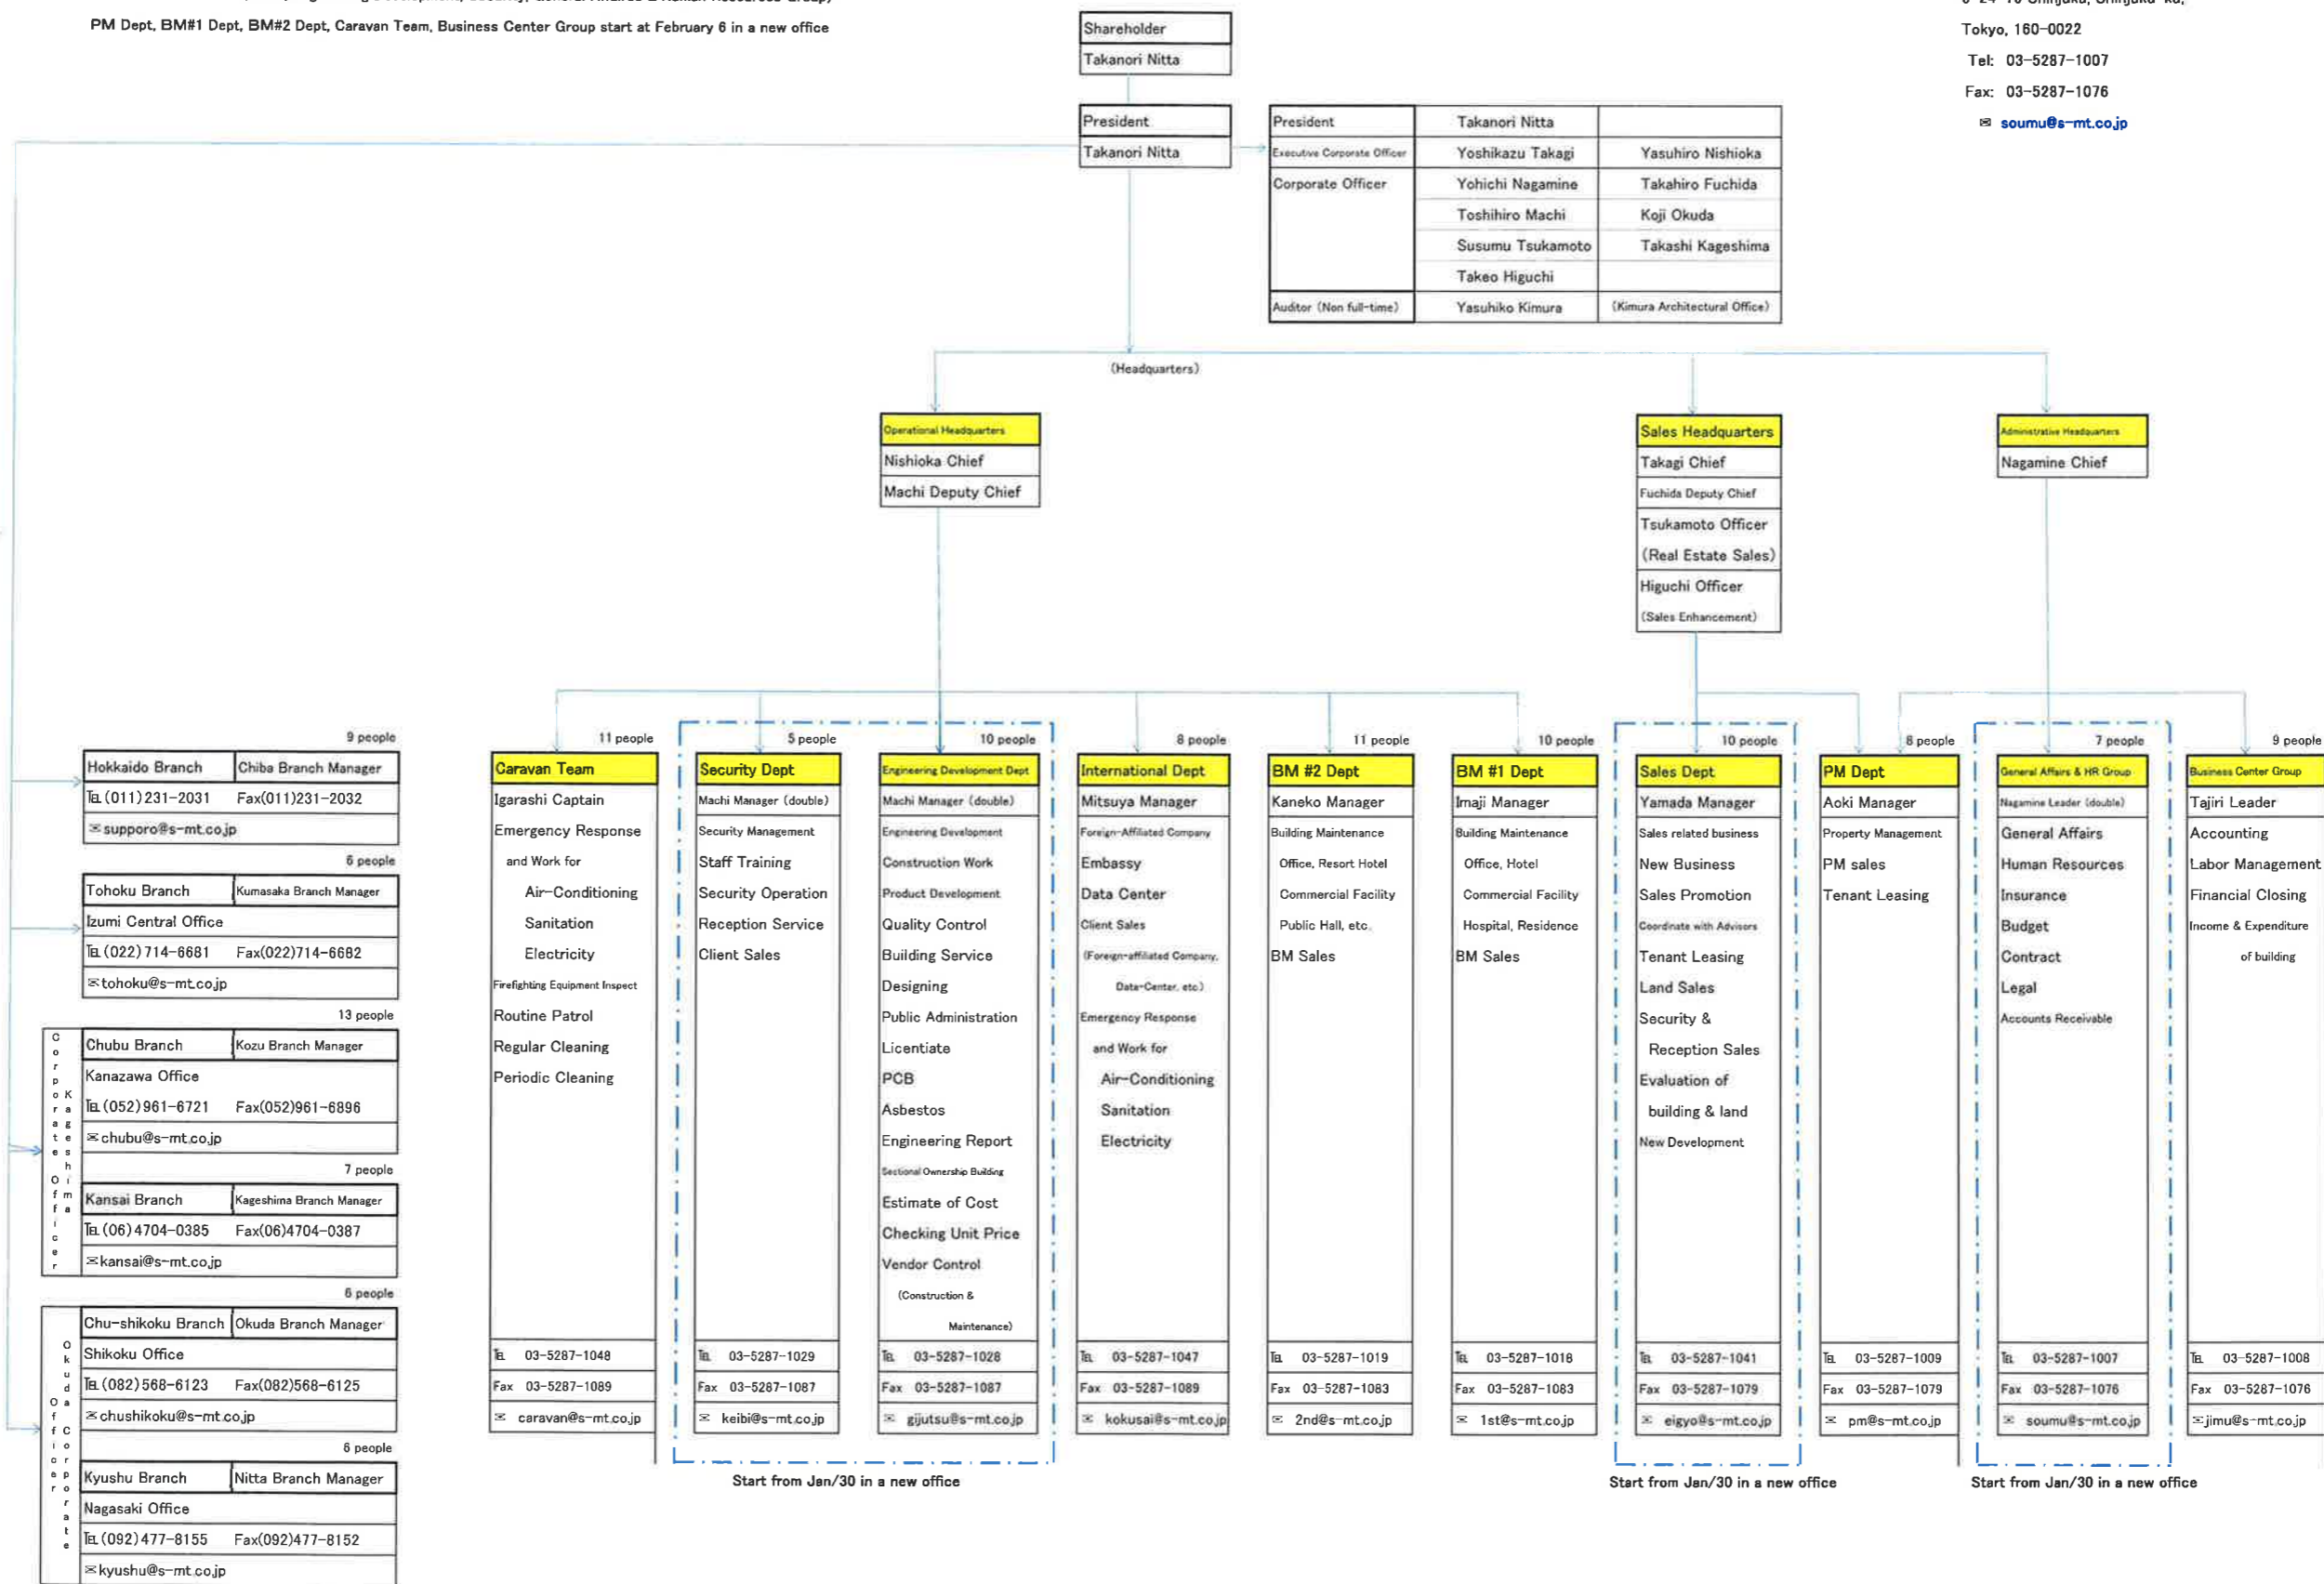 PM Dept, BM#1 Dept, BM#2 Dept, Caravan Team, Business Center Group start at February 6 in a new office
Tokyo, 160-0022
Tel: 03-5287-1007
Fax: 03-5287-1076
✉ soumu@s-mt.co.jp
Shareholder
Takanori Nitta
President
Takanori Nitta
President Takanori Nitta
Executive Corporate Officer Yoshikazu Takagi Yasuhiro Nishioka
Corporate Officer Yohichi Nagamine Takahiro Fuchida
Toshihiro Machi Koji Okuda
Susumu Tsukamoto Takashi Kageshima
Takeo Higuchi
Auditor (Non full-time) Yasuhiko Kimura (Kimura Architectural Office)
(Headquarters)
Operational Headquarters
Nishioka Chief
Machi Deputy Chief
Sales Headquarters
Takagi Chief
Fuchida Deputy Chief
Tsukamoto Officer
(Real Estate Sales)
Higuchi Officer
(Sales Enhancement)
Administrative Headquarters
Nagamine Chief
9 people
Hokkaido Branch Chiba Branch Manager
℡(011)231-2031 Fax(011)231-2032
✉supporo@s-mt.co.jp
6 people
Tohoku Branch Kumasaka Branch Manager
Izumi Central Office
℡(022)714-6681 Fax(022)714-6682
✉tohoku@s-mt.co.jp
13 people
Corporate Officer
Kageshima
Chubu Branch Kozu Branch Manager
Kanazawa Office
℡(052)961-6721 Fax(052)961-6896
✉chubu@s-mt.co.jp
7 people
Kansai Branch Kageshima Branch Manager
℡(06)4704-0385 Fax(06)4704-0387
✉kansai@s-mt.co.jp
6 people
Officer
Okuda Corporate
Chu-shikoku Branch Okuda Branch Manager
Shikoku Office
℡(082)568-6123 Fax(082)568-6125
✉chushikoku@s-mt.co.jp
6 people
Kyushu Branch Nitta Branch Manager
Nagasaki Office
℡(092)477-8155 Fax(092)477-8152
✉kyushu@s-mt.co.jp
11 people
Caravan Team
Igarashi Captain
Emergency Response
and Work for
Air-Conditioning
Sanitation
Electricity
Firefighting Equipment Inspect
Routine Patrol
Regular Cleaning
Periodic Cleaning
℡ 03-5287-1048
Fax 03-5287-1089
✉ caravan@s-mt.co.jp
5 people
Security Dept
Machi Manager (double)
Security Management
Staff Training
Security Operation
Reception Service
Client Sales
℡ 03-5287-1029
Fax 03-5287-1087
✉ keibi@s-mt.co.jp
10 people
Engineering Development Dept
Machi Manager (double)
Engineering Development
Construction Work
Product Development
Quality Control
Building Service
Designing
Public Administration
Licentiate
PCB
Asbestos
Engineering Report
Sectional Ownership Building
Estimate of Cost
Checking Unit Price
Vendor Control
(Construction &
Maintenance)
℡ 03-5287-1028
Fax 03-5287-1087
✉ gijutsu@s-mt.co.jp
Start from Jan/30 in a new office
8 people
International Dept
Mitsuya Manager
Foreign-Affiliated Company
Embassy
Data Center
Client Sales
(Foreign-affiliated Company,
Data-Center, etc)
Emergency Response
and Work for
Air-Conditioning
Sanitation
Electricity
℡ 03-5287-1047
Fax 03-5287-1089
✉ kokusai@s-mt.co.jp
11 people
BM #2 Dept
Kaneko Manager
Building Maintenance
Office, Resort Hotel
Commercial Facility
Public Hall, etc.
BM Sales
℡ 03-5287-1019
Fax 03-5287-1083
✉ 2nd@s-mt.co.jp
10 people
BM #1 Dept
Imaji Manager
Building Maintenance
Office, Hotel
Commercial Facility
Hospital, Residence
BM Sales
℡ 03-5287-1018
Fax 03-5287-1083
✉ 1st@s-mt.co.jp
10 people
Sales Dept
Yamada Manager
Sales related business
New Business
Sales Promotion
Coordinate with Advisors
Tenant Leasing
Land Sales
Security &
Reception Sales
Evaluation of
building & land
New Development
℡ 03-5287-1041
Fax 03-5287-1079
✉ eigyo@s-mt.co.jp
Start from Jan/30 in a new office
8 people
PM Dept
Aoki Manager
Property Management
PM sales
Tenant Leasing
℡ 03-5287-1009
Fax 03-5287-1079
✉ pm@s-mt.co.jp
7 people
General Affairs & HR Group
Nagamine Leader (double)
General Affairs
Human Resources
Insurance
Budget
Contract
Legal
Accounts Receivable
℡ 03-5287-1007
Fax 03-5287-1076
✉ soumu@s-mt.co.jp
Start from Jan/30 in a new office
9 people
Business Center Group
Tajiri Leader
Accounting
Labor Management
Financial Closing
Income & Expenditure
of building
℡ 03-5287-1008
Fax 03-5287-1076
✉jimu@s-mt.co.jp